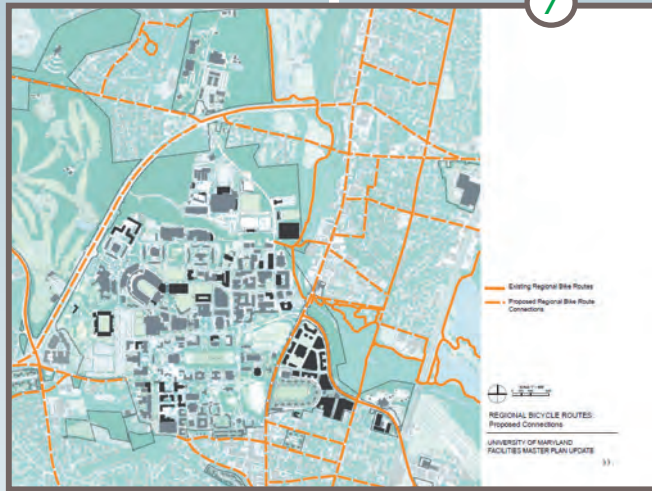 7
Existing Regional Bike Routes
Proposed Regional Bike Route
Connections
REGIONAL BICYCLE ROUTES:
Proposed Connections
UNIVERSITY OF MARYLAND
FACILITIES MASTER PLAN UPDATE